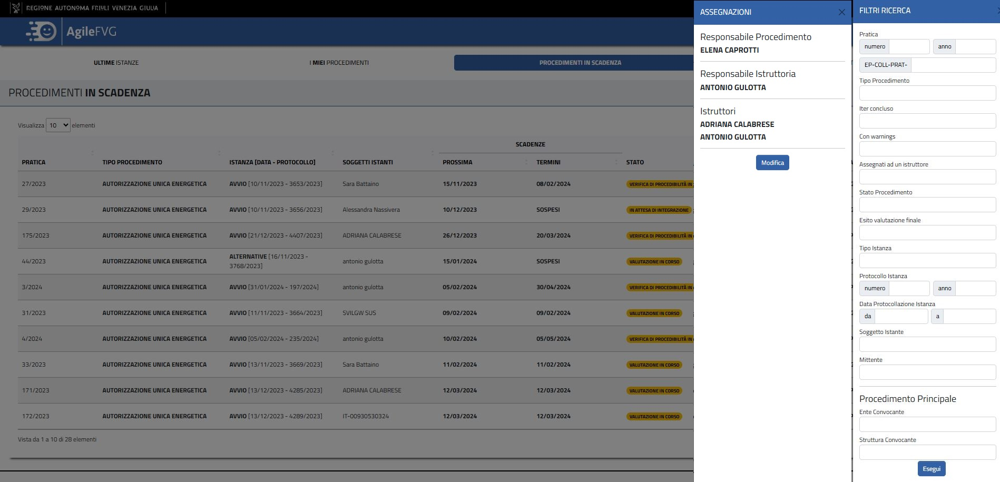 REGIONE AUTONOMA FRIULI VENEZIA GIULIA
AgileFVG
ULTIME ISTANZE
I MIEI PROCEDIMENTI
PROCEDIMENTI IN SCADENZA
PROCEDIMENTI IN SCADENZA
Visualizza 10 elementi
SCADENZE
PRATICA TIPO PROCEDIMENTO ISTANZA [DATA - PROTOCOLLO] SOGGETTI ISTANTI PROSSIMA TERMINI STATO
27/2023 AUTORIZZAZIONE UNICA ENERGETICA AVVIO [10/11/2023 - 3653/2023] Sara Battaino 15/11/2023 08/02/2024 VERIFICA DI PROCEDIBILITÀ IN
29/2023 AUTORIZZAZIONE UNICA ENERGETICA AVVIO [10/11/2023 - 3656/2023] Alessandra Nassivera 10/12/2023 SOSPESI IN ATTESA DI INTEGRAZIONE
175/2023 AUTORIZZAZIONE UNICA ENERGETICA AVVIO [21/12/2023 - 4407/2023] ADRIANA CALABRESE 26/12/2023 20/03/2024 VERIFICA DI PROCEDIBILITÀ IN
44/2023 AUTORIZZAZIONE UNICA ENERGETICA ALTERNATIVE [16/11/2023 -
3768/2023] antonio gulotta 15/01/2024 SOSPESI VALUTAZIONE IN CORSO
3/2024 AUTORIZZAZIONE UNICA ENERGETICA AVVIO [31/01/2024 - 197/2024] antonio gulotta 05/02/2024 30/04/2024 VERIFICA DI PROCEDIBILITÀ IN
31/2023 AUTORIZZAZIONE UNICA ENERGETICA AVVIO [11/11/2023 - 3664/2023] SVILGW SUS 09/02/2024 09/02/2024 VALUTAZIONE IN CORSO
4/2024 AUTORIZZAZIONE UNICA ENERGETICA AVVIO [05/02/2024 - 235/2024] antonio gulotta 10/02/2024 05/05/2024 VERIFICA DI PROCEDIBILITÀ IN
33/2023 AUTORIZZAZIONE UNICA ENERGETICA AVVIO [13/11/2023 - 3669/2023] Sara Battaino 11/02/2024 11/02/2024 VALUTAZIONE IN CORSO
171/2023 AUTORIZZAZIONE UNICA ENERGETICA AVVIO [13/12/2023 - 4285/2023] ADRIANA CALABRESE 12/03/2024 12/03/2024 VALUTAZIONE IN CORSO
172/2023 AUTORIZZAZIONE UNICA ENERGETICA AVVIO [13/12/2023 - 4289/2023] IT-00930530324 12/03/2024 12/03/2024 VALUTAZIONE IN CORSO
Vista da 1 a 10 di 28 elementi
ASSEGNAZIONI
Responsabile Procedimento
ELENA CAPROTTI
Responsabile Istruttoria
ANTONIO GULOTTA
Istruttori
ADRIANA CALABRESE
ANTONIO GULOTTA
Modifica
FILTRI RICERCA
Pratica
numero anno
EP-COLL-PRAT-
Tipo Procedimento
Iter concluso
Con warnings
Assegnati ad un istruttore
Stato Procedimento
Esito valutazione finale
Tipo Istanza
Protocollo Istanza
numero anno
Data Protocollazione Istanza
da a
Soggetto Istante
Mittente
Procedimento Principale
Ente Convocante
Struttura Convocante
Esegui